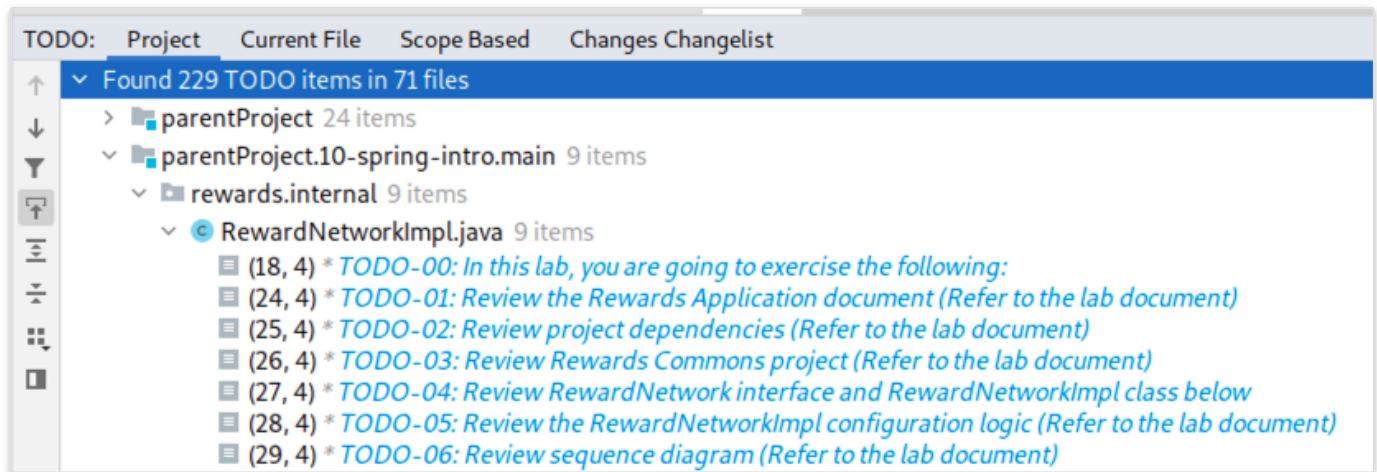 TODO: Project Current File Scope Based Changes Changelist
Found 229 TODO items in 71 files
parentProject 24 items
parentProject.10-spring-intro.main 9 items
rewards.internal 9 items
C RewardNetworkImpl.java 9 items
(18, 4) * TODO-00: In this lab, you are going to exercise the following:
(24, 4) * TODO-01: Review the Rewards Application document (Refer to the lab document)
(25, 4) * TODO-02: Review project dependencies (Refer to the lab document)
(26, 4) * TODO-03: Review Rewards Commons project (Refer to the lab document)
(27, 4) * TODO-04: Review RewardNetwork interface and RewardNetworkImpl class below
(28, 4) * TODO-05: Review the RewardNetworkImpl configuration logic (Refer to the lab document)
(29, 4) * TODO-06: Review sequence diagram (Refer to the lab document)